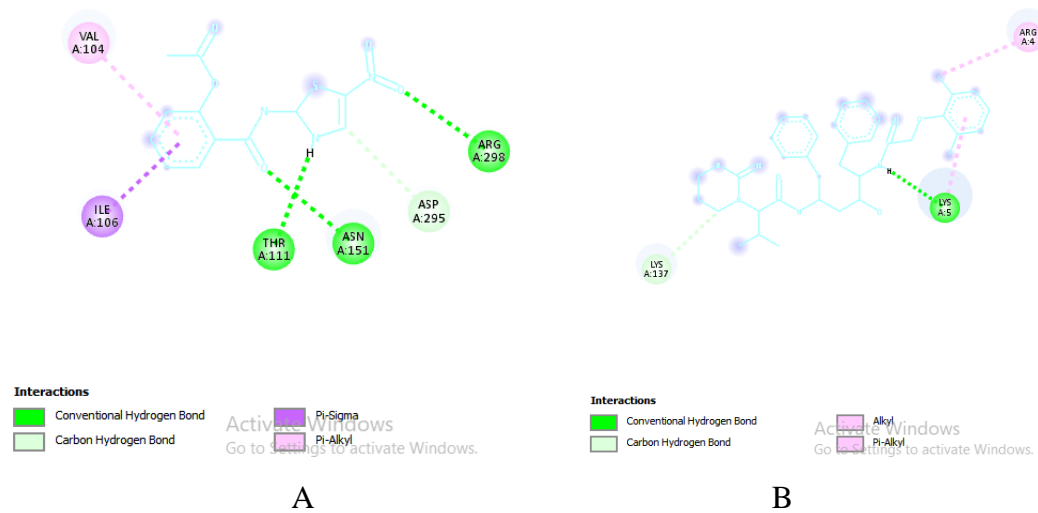 VAL
A:104
ILE
A:106
THR
A:111
ASN
A:151
ASP
A:295
ARG
A:298
H
Interactions
Conventional Hydrogen Bond
Carbon Hydrogen Bond
Pi-Sigma
Pi-Alkyl
Activate Windows
Go to Settings to activate Windows.
A
ARG
A:4
LYS
A:5
LYS
A:137
H
Interactions
Conventional Hydrogen Bond
Carbon Hydrogen Bond
Alkyl
Pi-Alkyl
Activate Windows
Go to Settings to activate Windows.
B